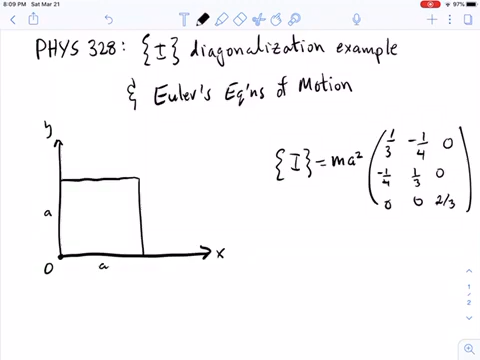 8:09 PM Sat Mar 21
97%
PHYS 328: {I} diagonalization example
& Euler's Eq'ns of Motion
y
a
O
a
x
{I} = ma² ( 1/3 -1/4 0
-1/4 1/3 0
0 0 2/3 )
1
/
2